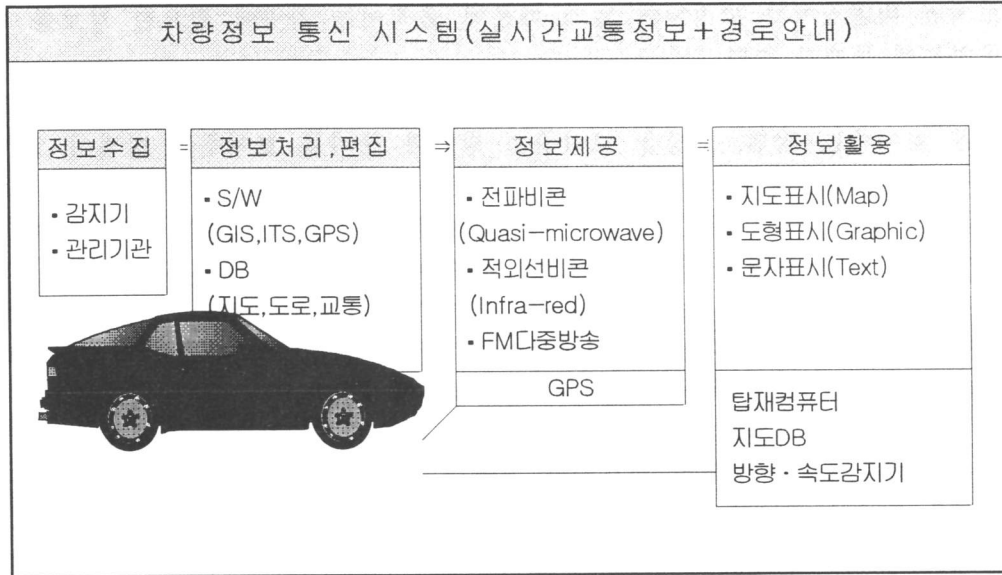 차량정보 통신 시스템(실시간교통정보+경로안내)
정보수집 = 정보처리,편집 ⇒ 정보제공 = 정보활용
▪ 감지기
▪ 관리기관
▪ S/W
(GIS,ITS,GPS)
▪ DB
(지도,도로,교통)
▪ 전파비콘
(Quasi-microwave)
▪ 적외선비콘
(Infra-red)
▪ FM다중방송
GPS
▪ 지도표시(Map)
▪ 도형표시(Graphic)
▪ 문자표시(Text)
탑재컴퓨터
지도DB
방향·속도감지기